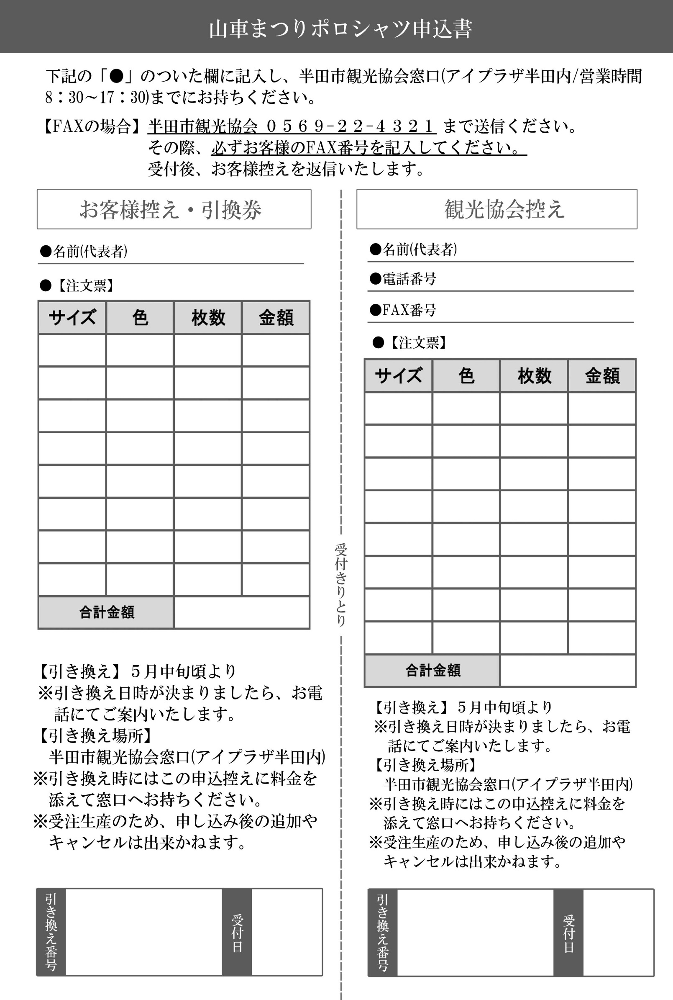 山車まつりポロシャツ申込書
下記の「●」のついた欄に記入し、半田市観光協会窓口(アイプラザ半田内/営業時間
8：30～17：30)までにお持ちください。
【FAXの場合】半田市観光協会 ０５６９-２２-４３２１ まで送信ください。
その際、必ずお客様のFAX番号を記入してください。
受付後、お客様控えを返信いたします。
お客様控え・引換券
●名前(代表者)
●【注文票】
サイズ 色 枚数 金額
合計金額
【引き換え】５月中旬頃より
※引き換え日時が決まりましたら、お電
話にてご案内いたします。
【引き換え場所】
半田市観光協会窓口(アイプラザ半田内)
※引き換え時にはこの申込控えに料金を
添えて窓口へお持ちください。
※受注生産のため、申し込み後の追加や
キャンセルは出来かねます。
引き換え番号
受付日
受付きりとり
観光協会控え
●名前(代表者)
●電話番号
●FAX番号
●【注文票】
サイズ 色 枚数 金額
合計金額
【引き換え】５月中旬頃より
※引き換え日時が決まりましたら、お電
話にてご案内いたします。
【引き換え場所】
半田市観光協会窓口(アイプラザ半田内)
※引き換え時にはこの申込控えに料金を
添えて窓口へお持ちください。
※受注生産のため、申し込み後の追加や
キャンセルは出来かねます。
引き換え番号
受付日